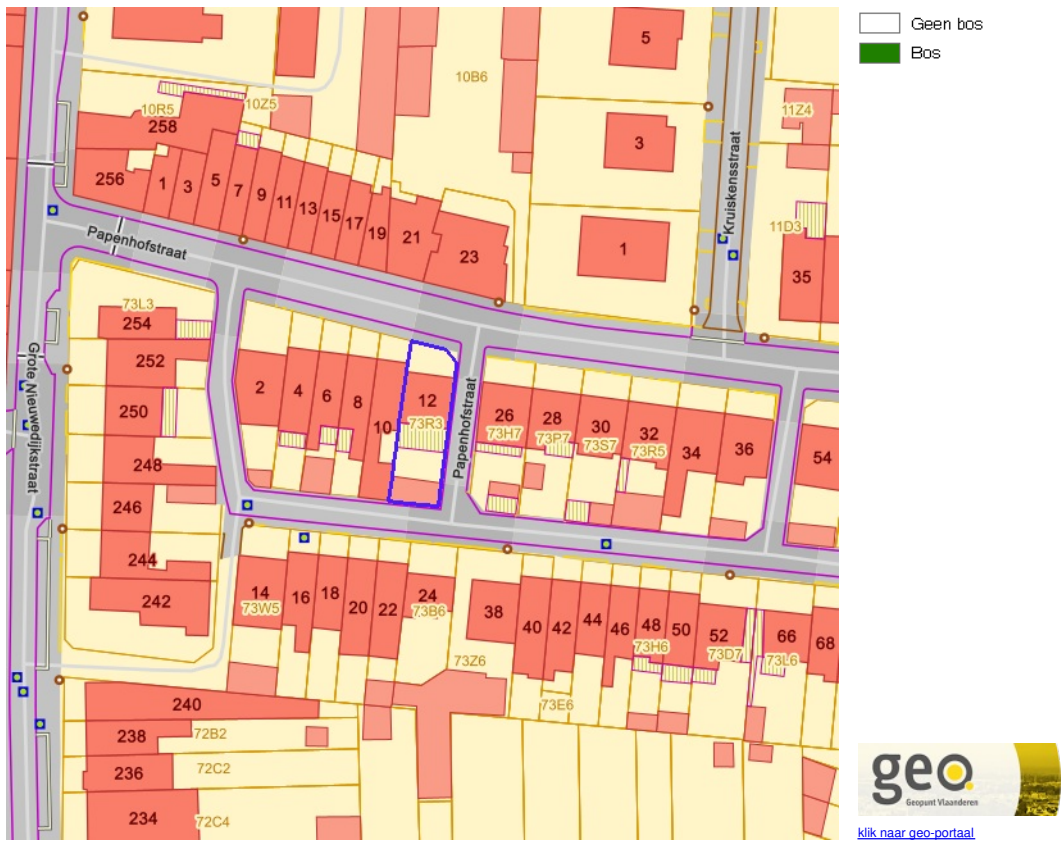 5
Geen bos
Bos
10B6
10Z5
10R5
11Z4
258
3
Kruiskensstraat
256
1
3
5
7
9
11
13
15
17
19
21
23
1
11D3
35
Papenhofstraat
73L3
254
252
250
248
246
244
242
Grote Nieuwedijkstraat
2
4
6
8
10
12
73R3
Papenhofstraat
26
73H7
28
73P7
30
73S7
32
73R5
34
36
54
14
73W5
16
18
20
22
24
73B6
38
40
42
44
46
48
73H6
50
52
73D7
66
73L6
68
73Z6
73E6
240
238
72B2
236
72C2
234
72C4
geo.
Geopunt Vlaanderen
klik naar geo-portaal